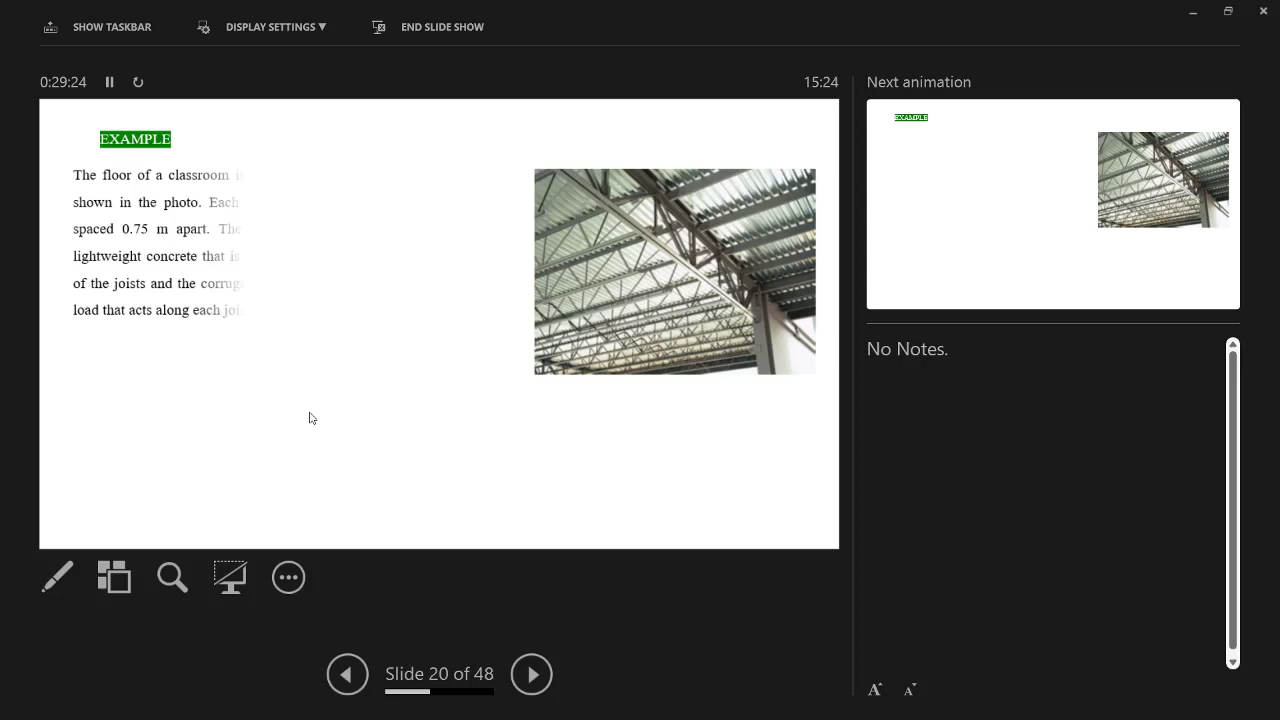 SHOW TASKBAR DISPLAY SETTINGS ▼ END SLIDE SHOW
0:29:24 15:24 Next animation
EXAMPLE
The floor of a classroom
shown in the photo. Each
spaced 0.75 m apart. The
lightweight concrete that is
of the joists and the
load that acts along each
EXAMPLE
No Notes.
Slide 20 of 48
A A